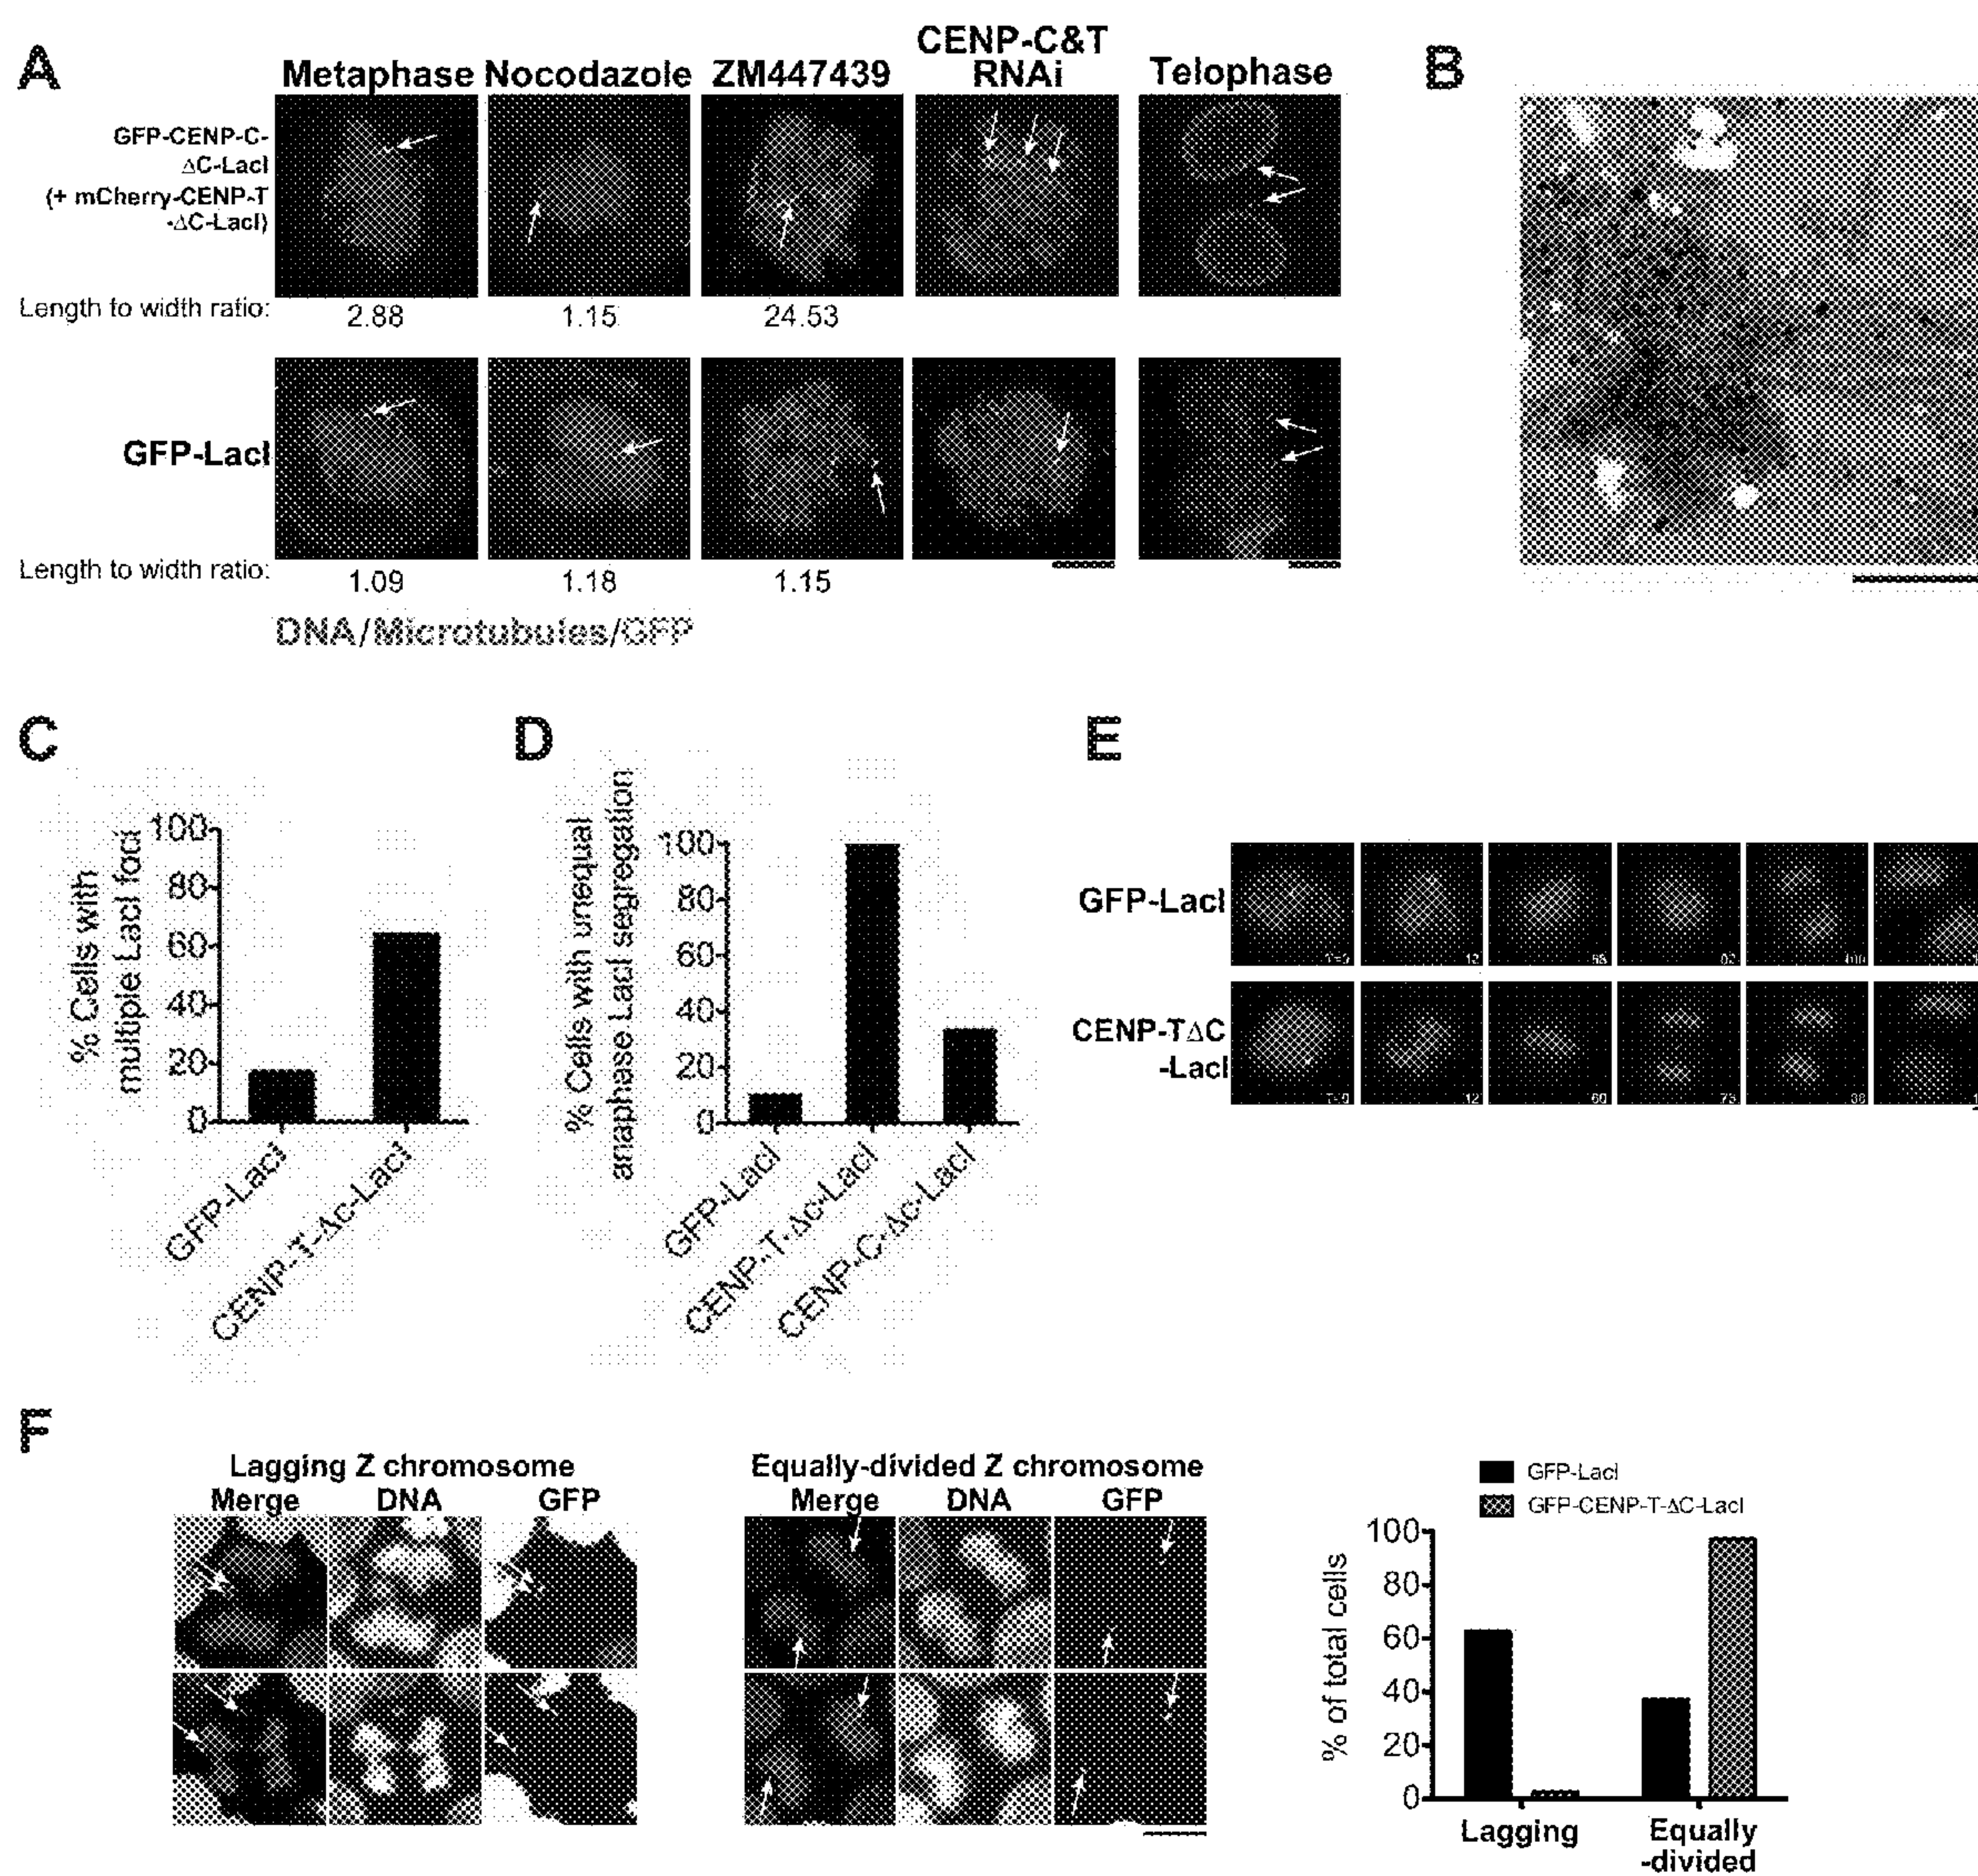 A
Metaphase Nocodazole ZM447439 CENP-C&T RNAi Telophase
GFP-CENP-C-
ΔC-LacI
(+ mCherry-CENP-T
-ΔC-LacI)
Length to width ratio: 2.88 1.15 24.53
GFP-LacI
Length to width ratio: 1.09 1.18 1.15
DNA/Microtubules/GFP
B
C
% Cells with
multiple LacI foci
100
80
60
40
20
0
GFP-LacI
CENP-T-Δc-LacI
D
% Cells with unequal
anaphase LacI segregation
100
80
60
40
20
0
GFP-LacI
CENP-T-Δc-LacI
CENP-C-Δc-LacI
E
GFP-LacI
T=0 12
CENP-TΔC
-LacI
T=0 12 60
F
Lagging Z chromosome
Merge DNA GFP
Equally-divided Z chromosome
Merge DNA GFP
GFP-LacI
GFP-CENP-T-ΔC-LacI
% of total cells
100
80
60
40
20
0
Lagging
Equally
-divided